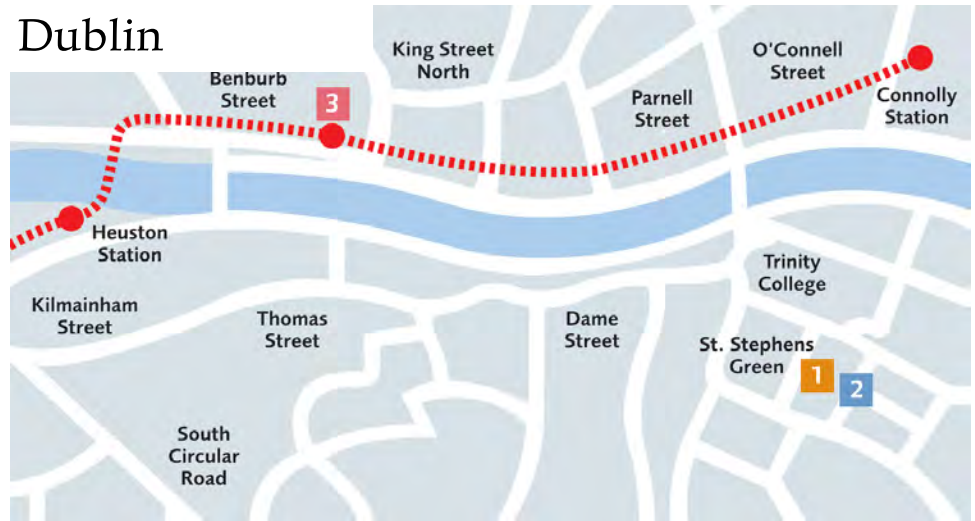 Dublin
King Street
North
O'Connell
Street
Benburb
Street
3
Parnell
Street
Connolly
Station
Heuston
Station
Trinity
College
Kilmainham
Street
Thomas
Street
Dame
Street
St. Stephens
Green
1
2
South
Circular
Road